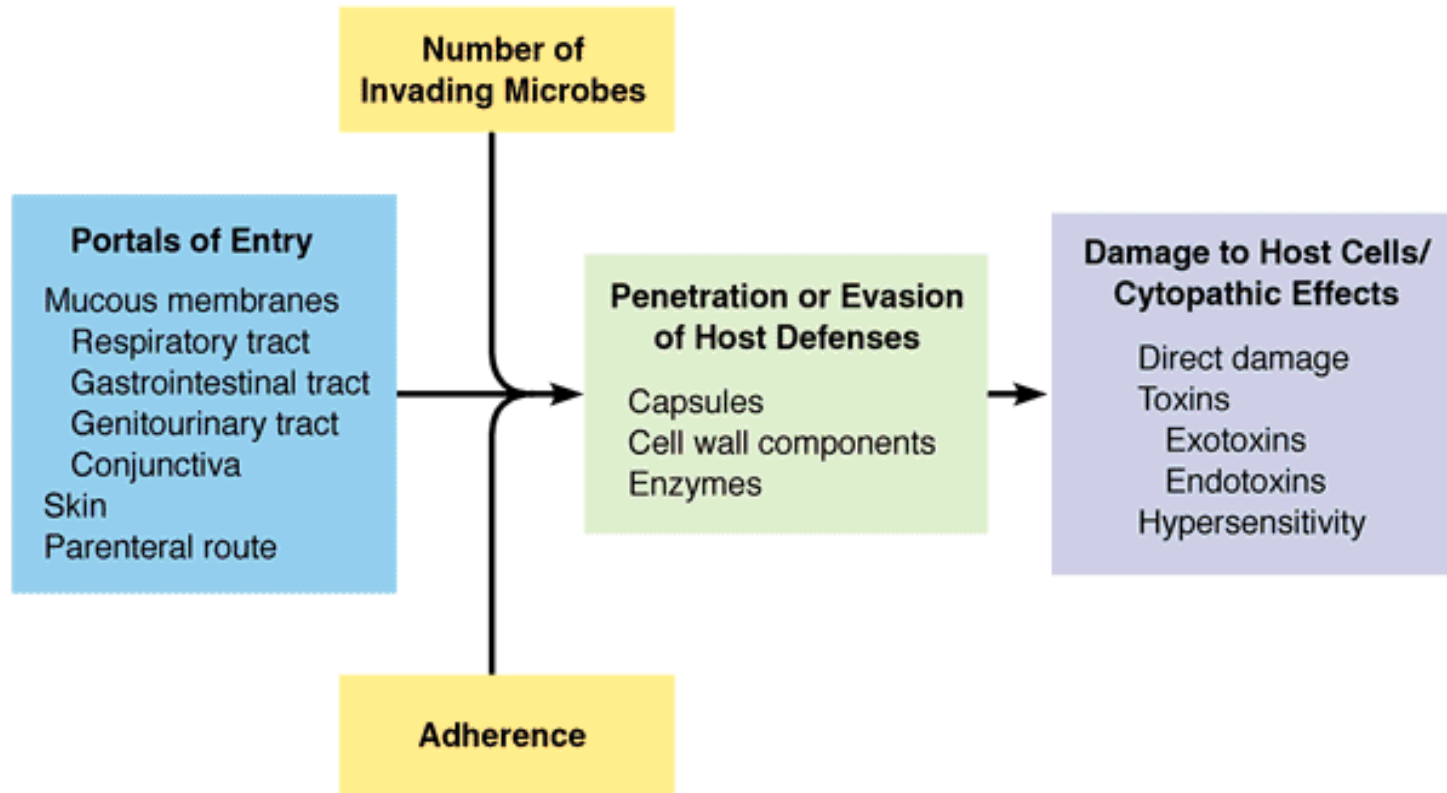 Number of
Invading Microbes
Portals of Entry
Mucous membranes
Respiratory tract
Gastrointestinal tract
Genitourinary tract
Conjunctiva
Skin
Parenteral route
Penetration or Evasion
of Host Defenses
Capsules
Cell wall components
Enzymes
Damage to Host Cells/
Cytopathic Effects
Direct damage
Toxins
Exotoxins
Endotoxins
Hypersensitivity
Adherence